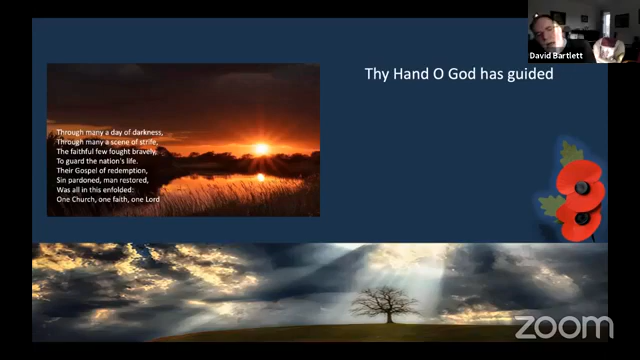 David Bartlett
Thy Hand O God has guided
Through many a day of darkness,
Through many a scene of strife,
The faithful few fought bravely,
To guard the nation's life.
Their Gospel of redemption,
Sin pardoned, man restored,
Was all in this enfolded:
One Church, one faith, one Lord
zoom